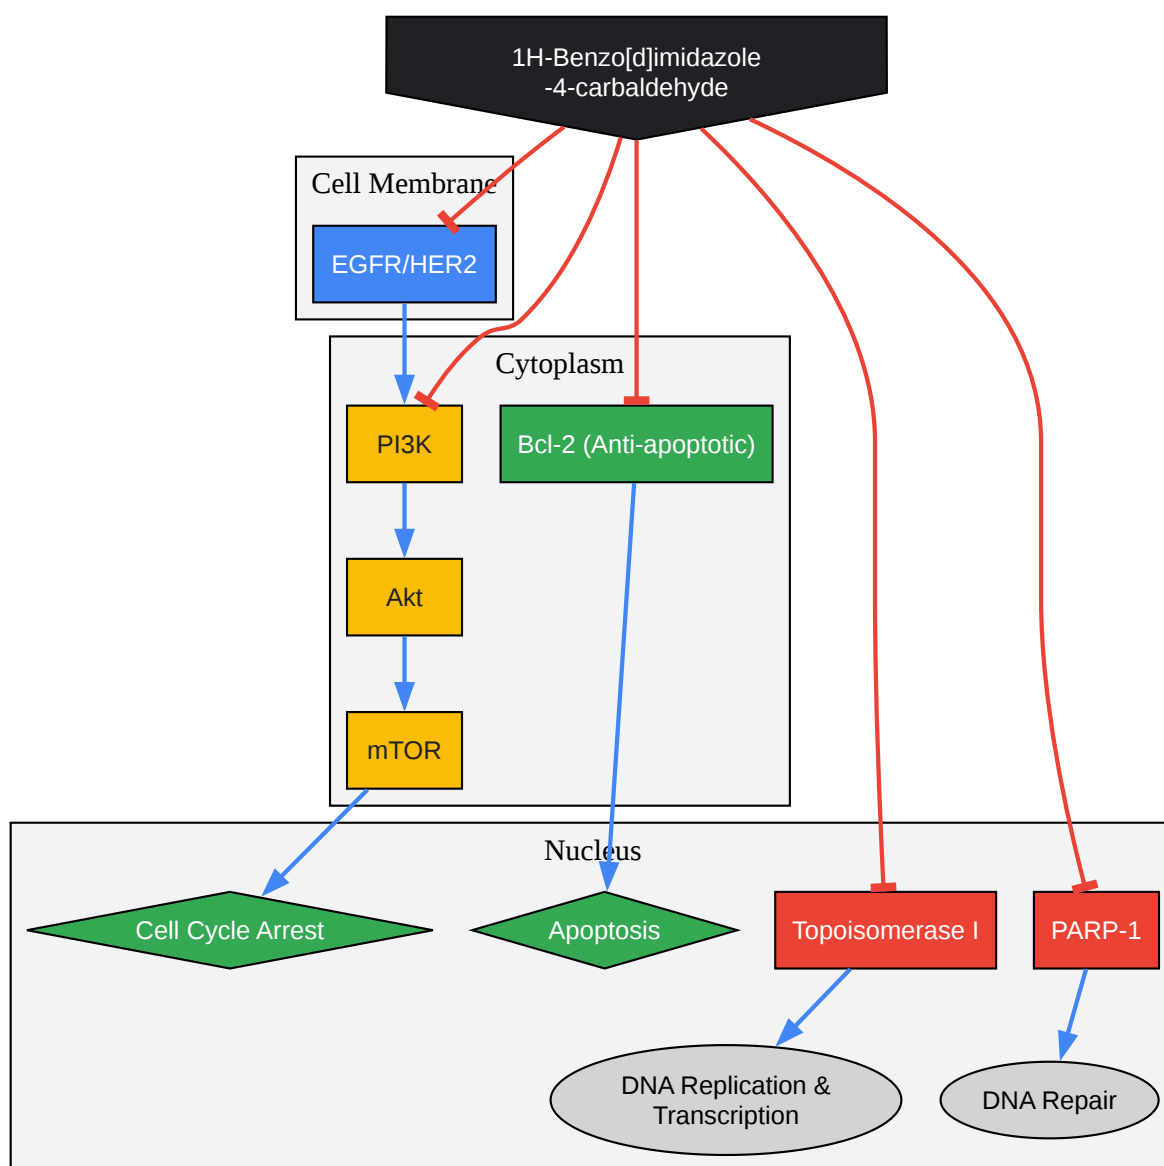 1H-Benzo[d]imidazole
-4-carbaldehyde
Cell Membrane
EGFR/HER2
Cytoplasm
PI3K
Bcl-2 (Anti-apoptotic)
Akt
mTOR
Nucleus
Cell Cycle Arrest
Apoptosis
Topoisomerase I
PARP-1
DNA Replication &
Transcription
DNA Repair